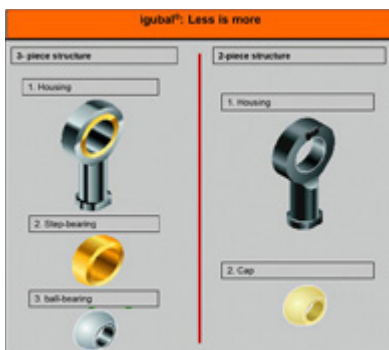 igubal®: Less is more
3- piece structure
1. Housing
2. Step-bearing
3. ball-bearing
2-piece structure
1. Housing
2. Cap